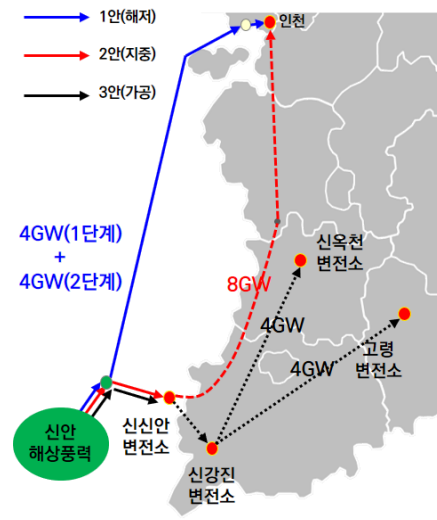 1안(해저)
2안(지중)
3안(가공)
인천
4GW(1단계)
+
4GW(2단계)
신옥천
변전소
8GW
4GW
4GW
고령
변전소
신안
해상풍력
신신안
변전소
신강진
변전소